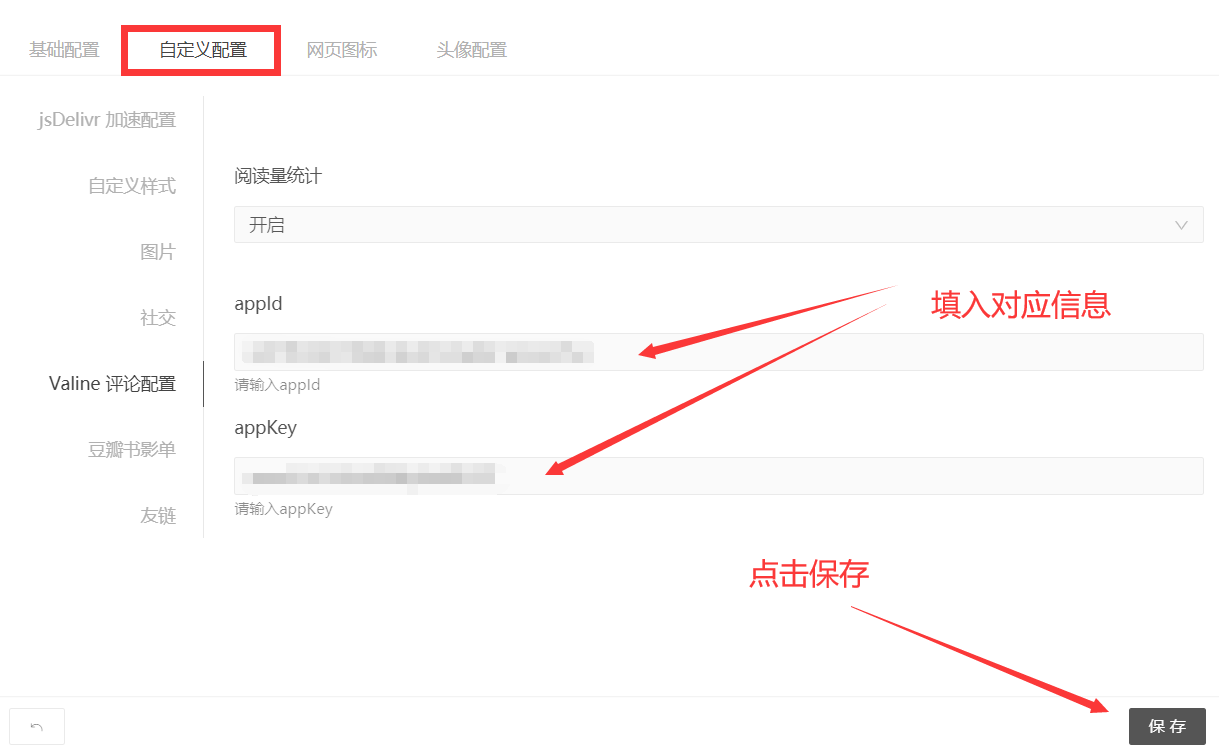 基础配置
自定义配置
网页图标
头像配置
jsDelivr 加速配置
自定义样式
图片
社交
Valine 评论配置
豆瓣书影单
友链
阅读量统计
开启
appId
请输入appId
appKey
请输入appKey
填入对应信息
点击保存
保 存